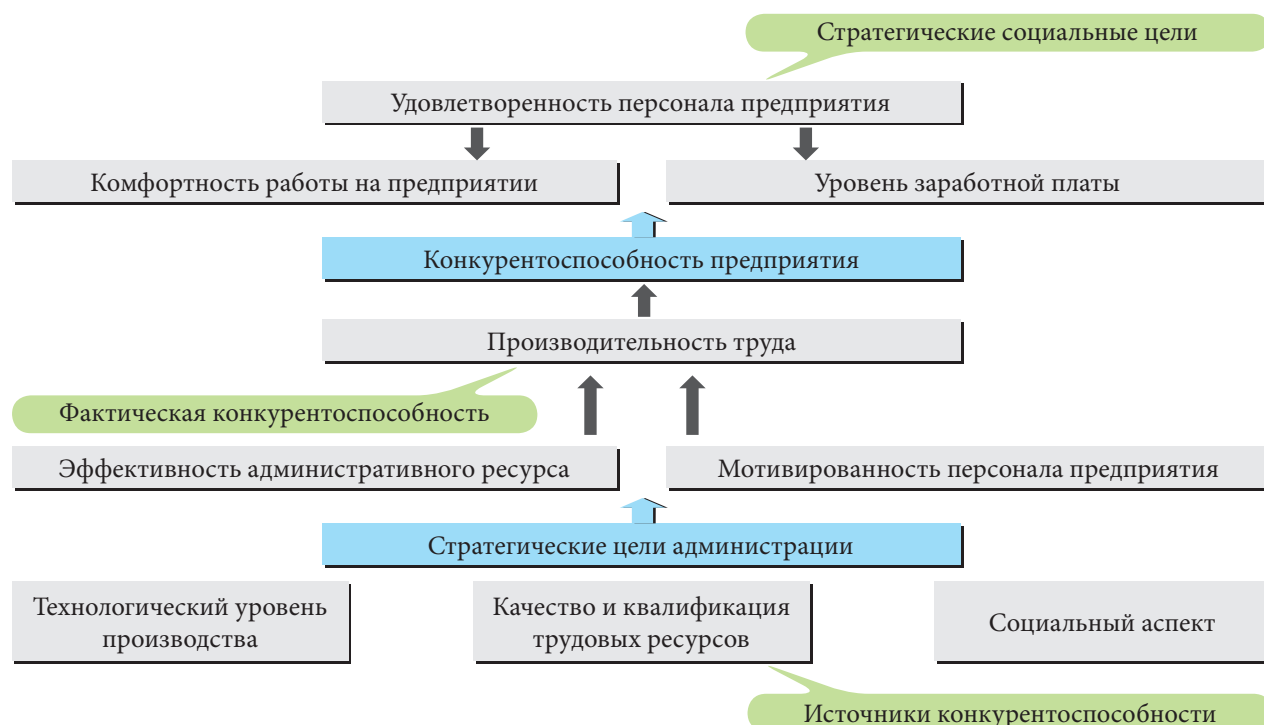 Стратегические социальные цели
Удовлетворенность персонала предприятия
Комфортность работы на предприятии
Уровень заработной платы
Конкурентоспособность предприятия
Производительность труда
Фактическая конкурентоспособность
Эффективность административного ресурса
Мотивированность персонала предприятия
Стратегические цели администрации
Технологический уровень
производства
Качество и квалификация
трудовых ресурсов
Социальный аспект
Источники конкурентоспособности